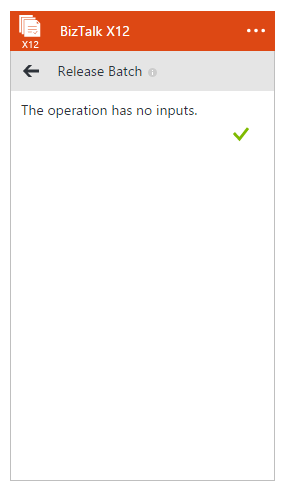 X12
BizTalk X12
Release Batch
The operation has no inputs.